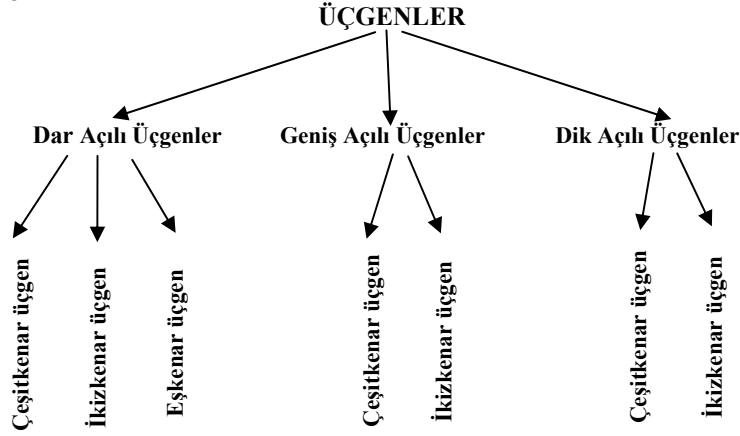 ÜÇGENLER
Dar Açılı Üçgenler
Geniş Açılı Üçgenler
Dik Açılı Üçgenler
Çeşitkenar üçgen
İkizkenar üçgen
Eşkenar üçgen
Çeşitkenar üçgen
İkizkenar üçgen
Çeşitkenar üçgen
İkizkenar üçgen